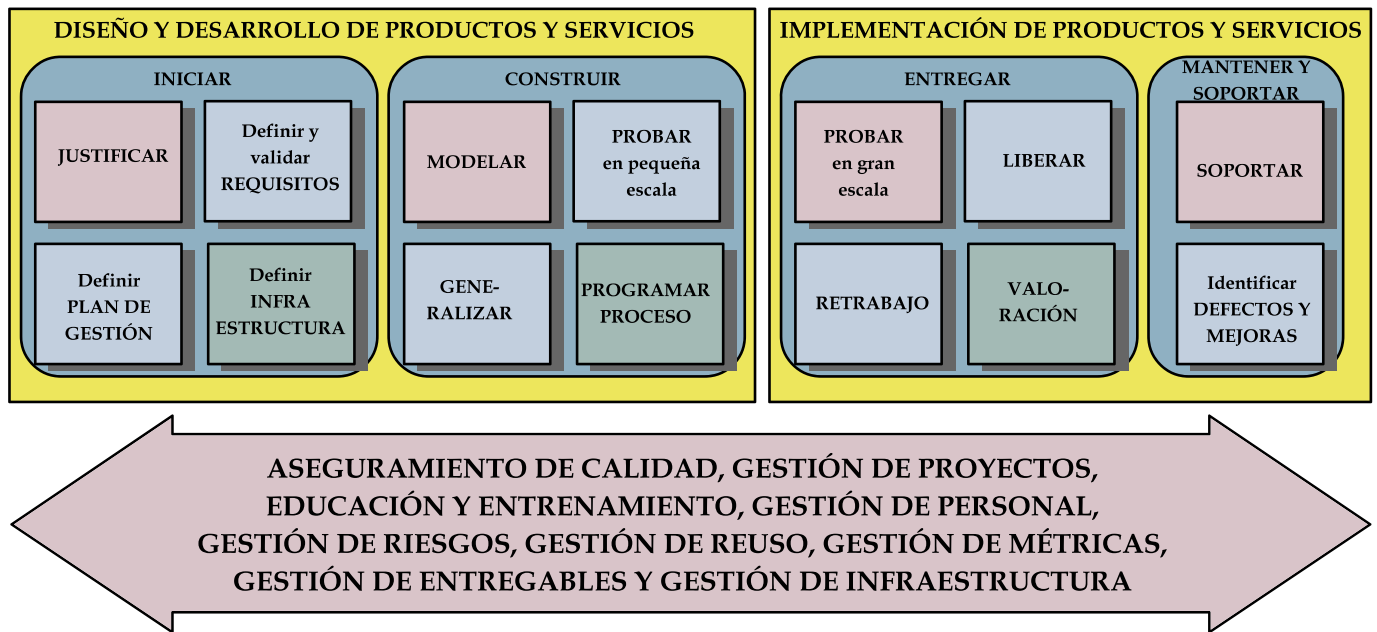 DISEÑO Y DESARROLLO DE PRODUCTOS Y SERVICIOS
INICIAR
JUSTIFICAR
Definir y
validar
REQUISITOS
Definir
PLAN DE
GESTIÓN
Definir
INFRA
ESTRUCTURA
CONSTRUIR
MODELAR
PROBAR
en pequeña
escala
GENE-
RALIZAR
PROGRAMAR
PROCESO
IMPLEMENTACIÓN DE PRODUCTOS Y SERVICIOS
ENTREGAR
PROBAR
en gran
escala
LIBERAR
RETRABAJO
VALO-
RACIÓN
MANTENER Y
SOPORTAR
SOPORTAR
Identificar
DEFECTOS Y
MEJORAS
ASEGURAMIENTO DE CALIDAD, GESTIÓN DE PROYECTOS,
EDUCACIÓN Y ENTRENAMIENTO, GESTIÓN DE PERSONAL,
GESTIÓN DE RIESGOS, GESTIÓN DE REUSO, GESTIÓN DE MÉTRICAS,
GESTIÓN DE ENTREGABLES Y GESTIÓN DE INFRAESTRUCTURA